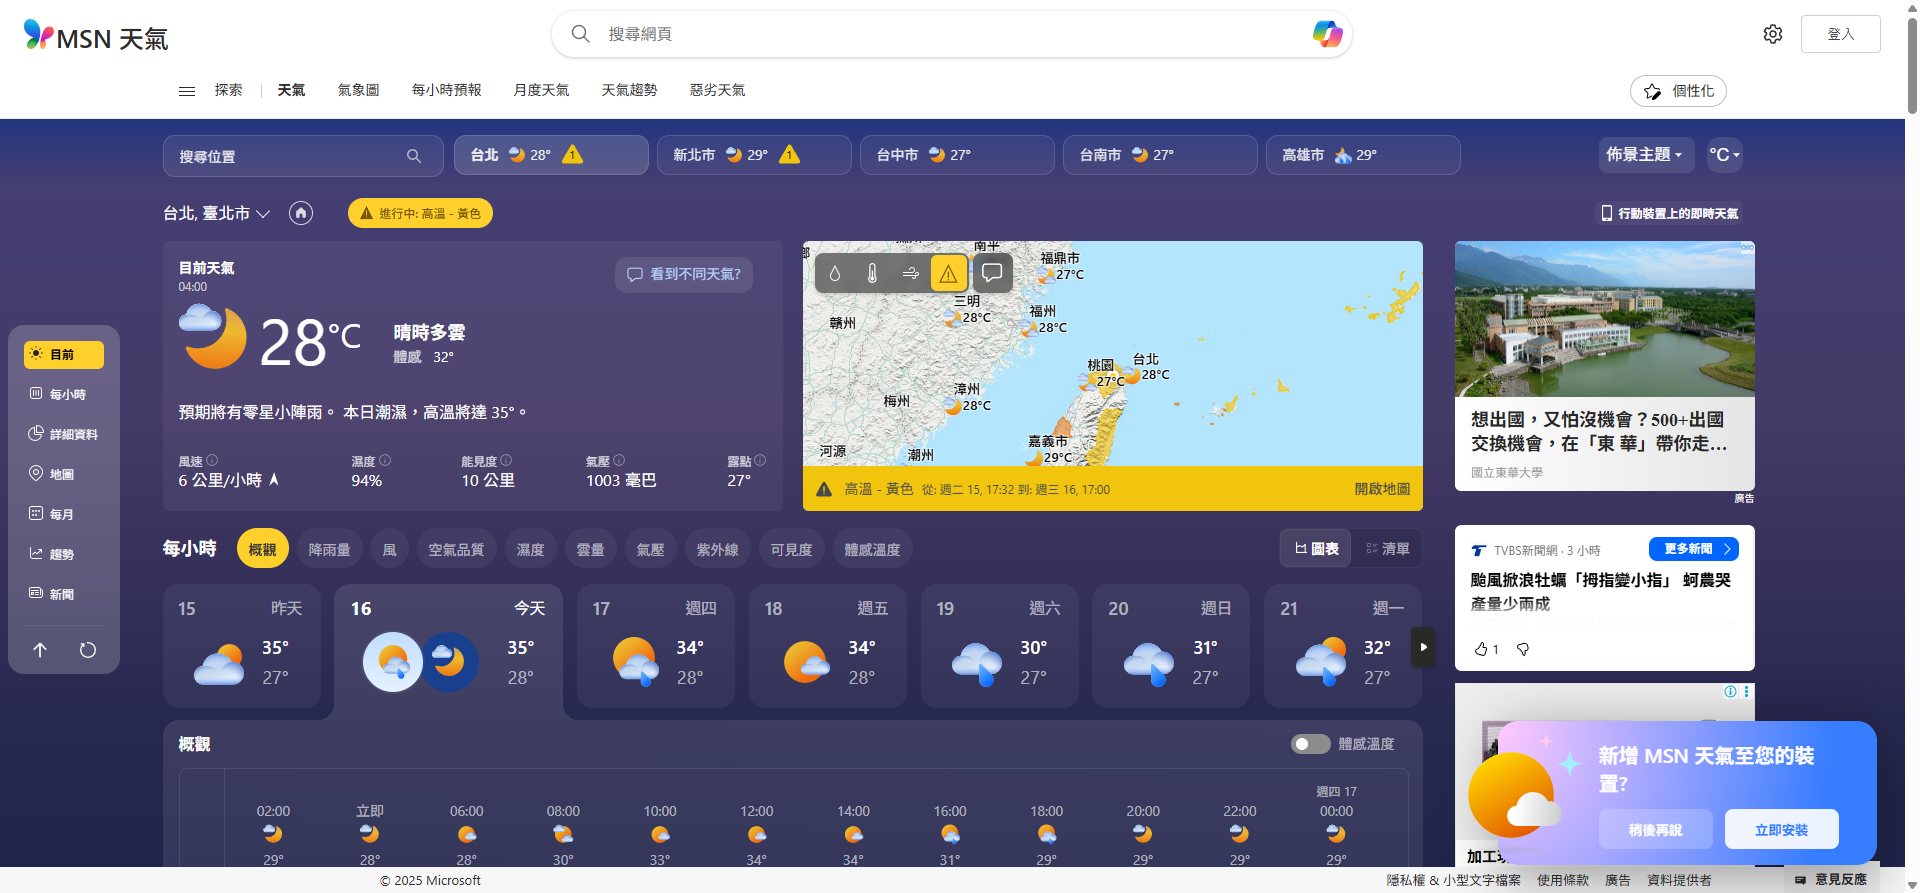 MSN 天氣
搜尋網頁
登入
探索
天氣
氣象圖
每小時預報
月度天氣
天氣趨勢
惡劣天氣
個性化
搜尋位置
台北 28° 1
新北市 29° 1
台中市 27°
台南市 27°
高雄市 29°
佈景主題
°C
台北, 臺北市
進行中: 高溫 - 黃色
行動裝置上的即時天氣
目前天氣
04:00
看到不同天氣?
28°C
晴時多雲
體感 32°
預期將有零星小陣雨。 本日潮濕，高溫將達 35°。
風速
6 公里/小時
濕度
94%
能見度
10 公里
氣壓
1003 毫巴
露點
27°
南平
福鼎市
27°C
三明
28°C
福州
28°C
贛州
台北
28°C
桃園
27°C
漳州
28°C
梅州
嘉義市
29°C
河源
潮州
高溫 - 黃色 從: 週二 15, 17:32 到: 週三 16, 17:00
開啟地圖
想出國，又怕沒機會？500+出國
交換機會，在「東 華」帶你走...
國立東華大學
廣告
目前
每小時
詳細資料
地圖
每月
趨勢
新聞
每小時
概觀
降雨量
風
空氣品質
濕度
雲量
氣壓
紫外線
可見度
體感溫度
圖表
清單
15 昨天
35°
27°
16 今天
35°
28°
17 週四
34°
28°
18 週五
34°
28°
19 週六
30°
27°
20 週日
31°
27°
21 週一
32°
27°
TVBS新聞網 · 3 小時
更多新聞
颱風掀浪牡蠣「拇指變小指」 蚵農哭
產量少兩成
1
概觀
體感溫度
週四 17
02:00 立即 06:00 08:00 10:00 12:00 14:00 16:00 18:00 20:00 22:00 00:00
29° 28° 28° 30° 33° 34° 34° 31° 29° 29° 29° 29°
新增 MSN 天氣至您的裝
置?
稍後再說
立即安裝
© 2025 Microsoft
隱私權 & 小型文字檔案
使用條款
廣告
資料提供者
意見反應